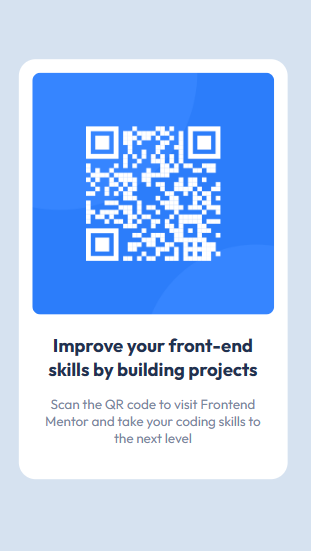 Improve your front-end
skills by building projects
Scan the QR code to visit Frontend
Mentor and take your coding skills to
the next level